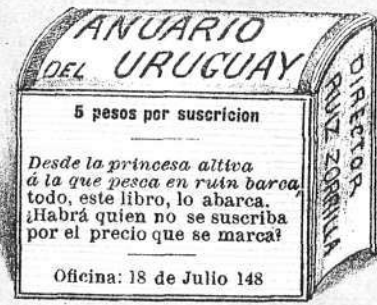 ANUARIO
DEL URUGUAY
DIRECTOR
RUIZ ZORRILLA
5 pesos por suscricion
Desde la princesa altiva
á la que pesca en ruin barca,
todo, este libro, lo abarca.
¿Habrá quien no se suscriba
por el precio que se marca?
Oficina: 18 de Julio 148